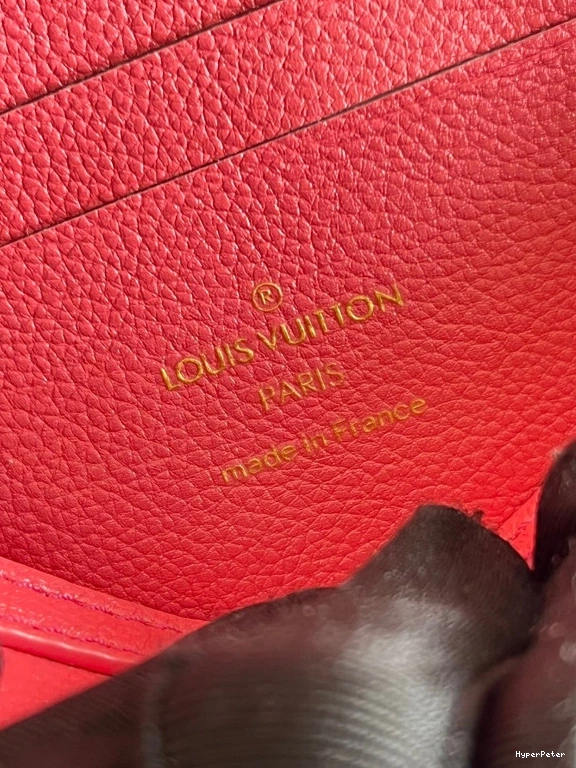 ®
LOUIS VUITTON
PARIS
made in France
HyperPeter